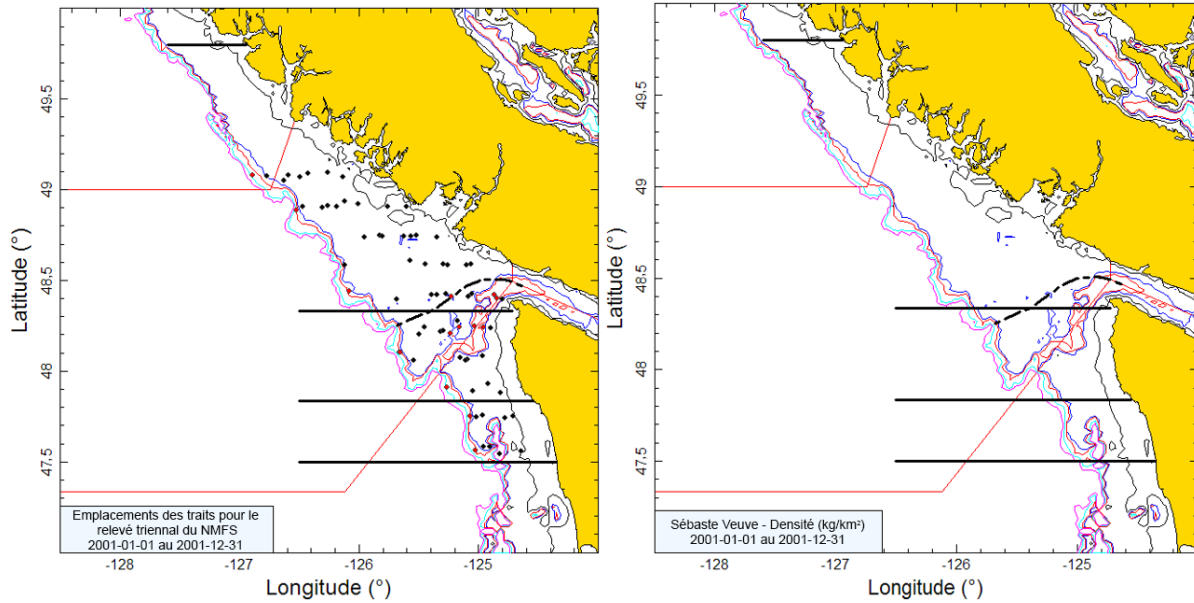 49.5
49
48.5
48
47.5
Latitude (°)
-128
-127
-126
-125
Longitude (°)
Emplacements des traits pour le
relevé triennal du NMFS
2001-01-01 au 2001-12-31
49.5
49
48.5
48
47.5
Latitude (°)
-128
-127
-126
-125
Longitude (°)
Sébaste Veuve - Densité (kg/km²)
2001-01-01 au 2001-12-31